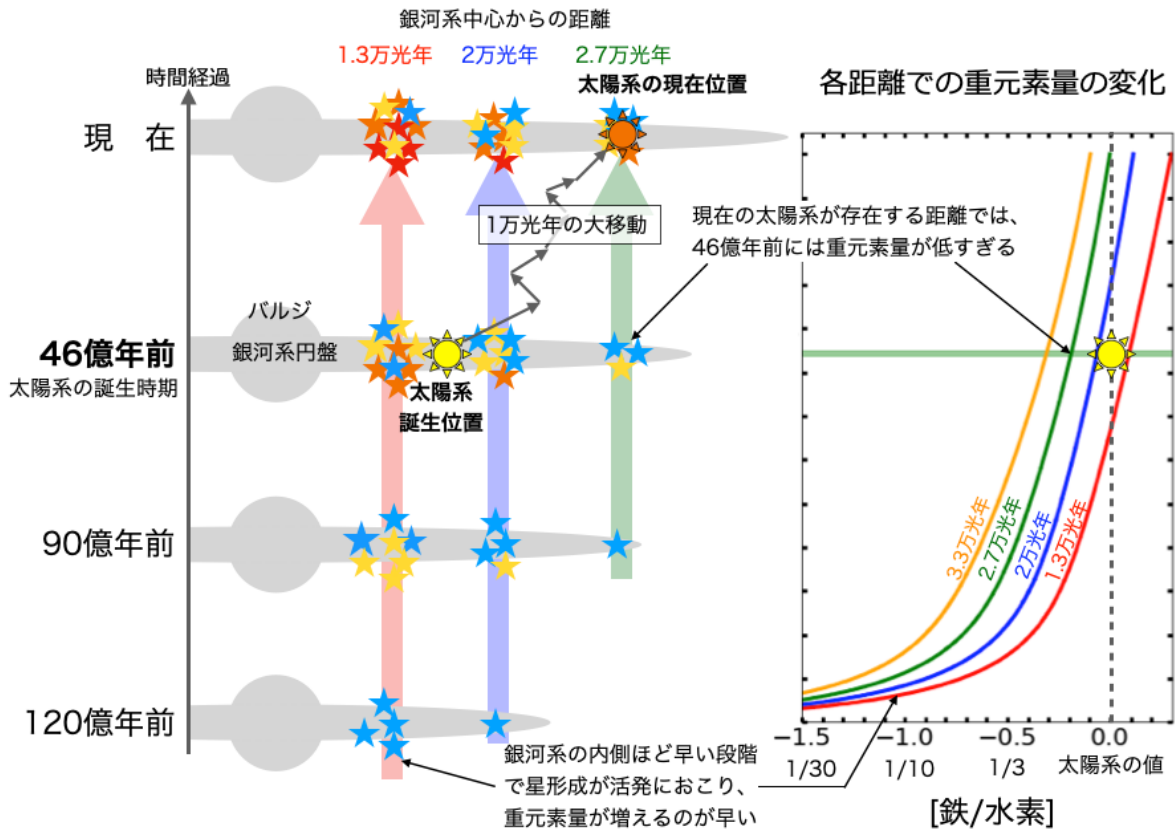 銀河系中心からの距離
1.3万光年
2万光年
2.7万光年
太陽系の現在位置
時間経過
現　在
1万光年の大移動
バルジ
銀河系円盤
46億年前
太陽系の誕生時期
太陽系
誕生位置
90億年前
120億年前
各距離での重元素量の変化
現在の太陽系が存在する距離では、
46億年前には重元素量が低すぎる
3.3万光年
2.7万光年
2万光年
1.3万光年
銀河系の内側ほど早い段階
で星形成が活発におこり、
重元素量が増えるのが早い
−1.5 −1.0 −0.5 0.0
1/30 1/10 1/3 太陽系の値
[鉄/水素]